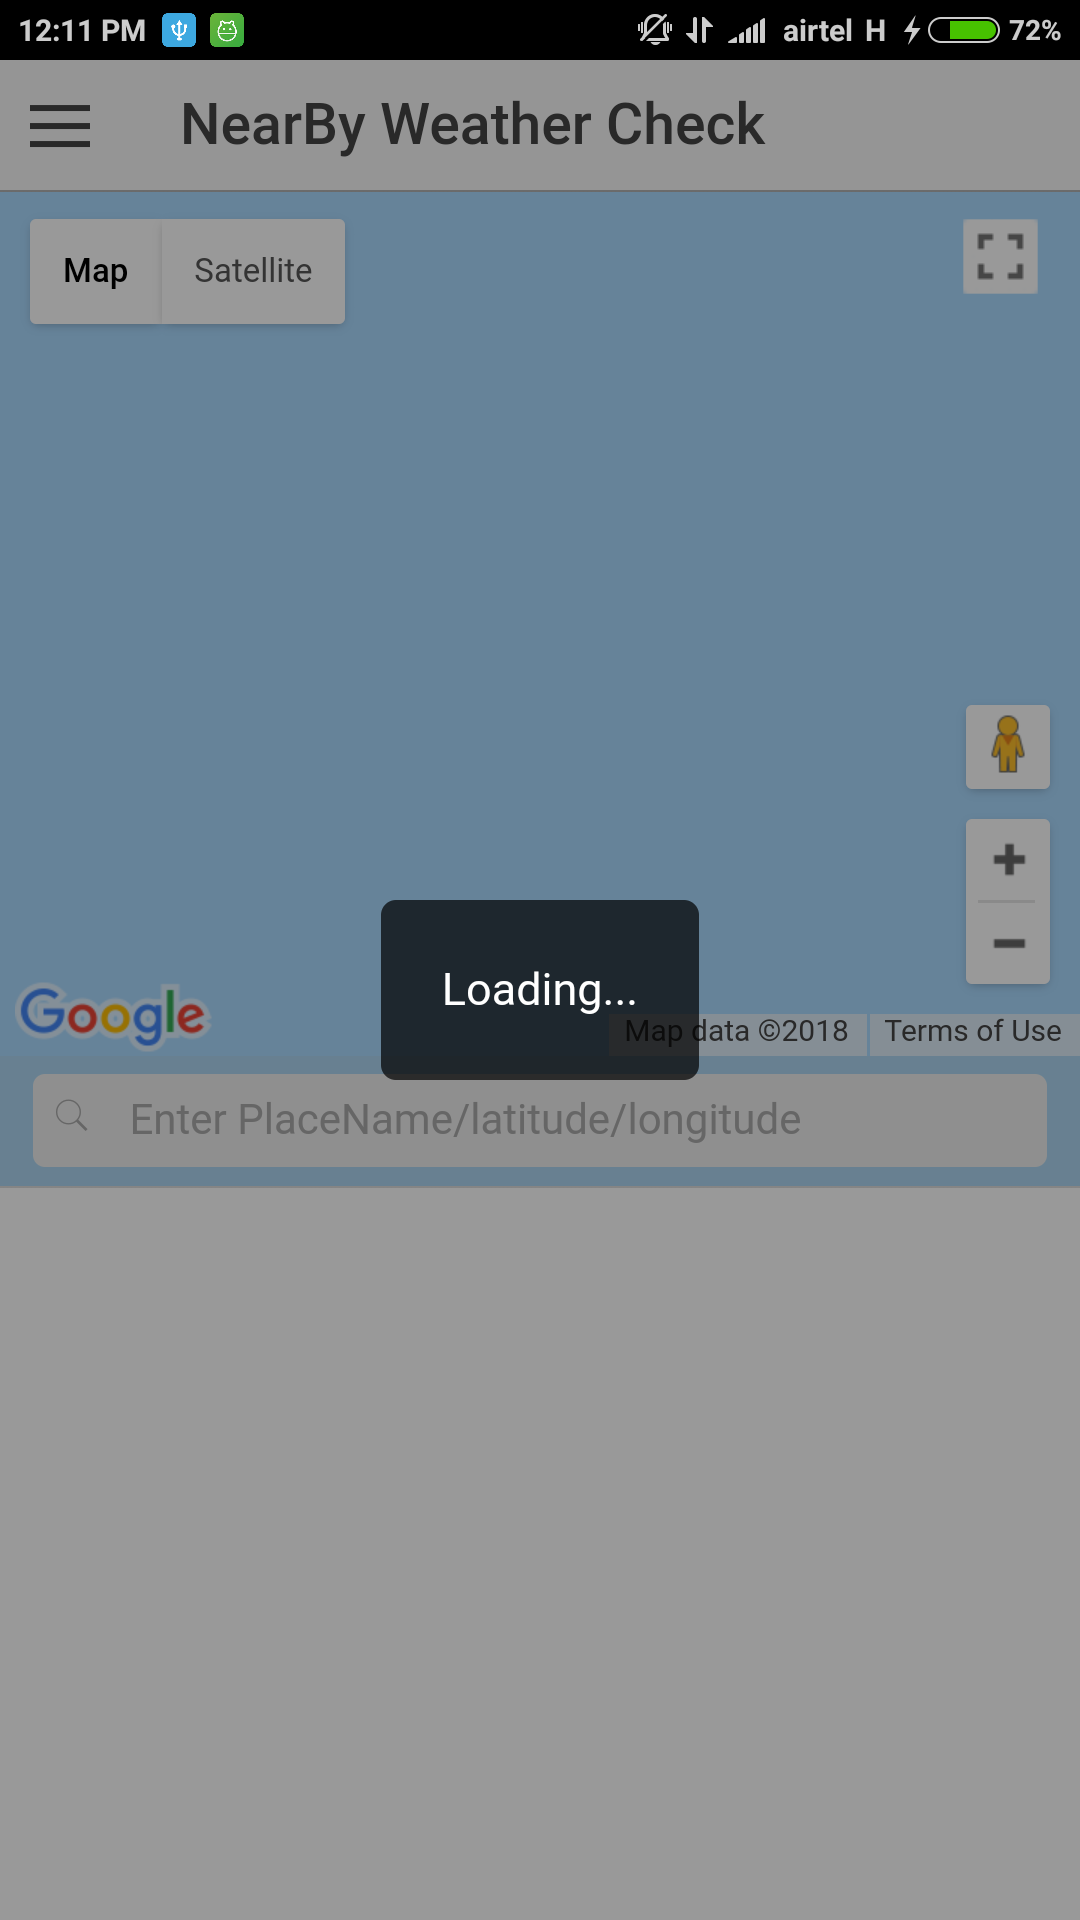 12:11 PM airtel H 72%
NearBy Weather Check
Map Satellite
Loading...
Google
Map data ©2018 Terms of Use
Enter PlaceName/latitude/longitude